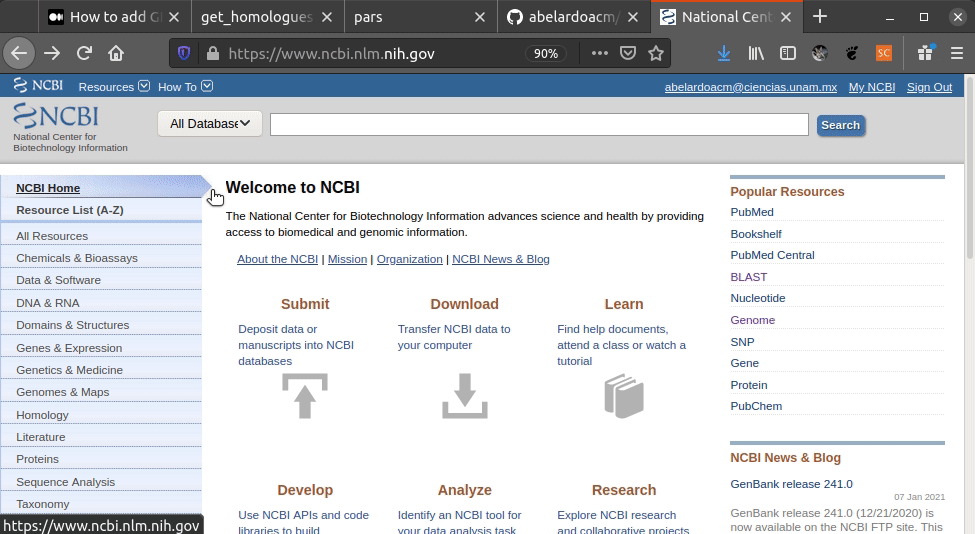 How to add G
get_homologues
pars
abelardoacm/
National Cent
https://www.ncbi.nlm.nih.gov
90%
SC
NCBI
Resources
How To
abelardoacm@ciencias.unam.mx
My NCBI
Sign Out
NCBI
National Center for
Biotechnology Information
All Database
Search
NCBI Home
Resource List (A-Z)
All Resources
Chemicals & Bioassays
Data & Software
DNA & RNA
Domains & Structures
Genes & Expression
Genetics & Medicine
Genomes & Maps
Homology
Literature
Proteins
Sequence Analysis
Taxonomy
https://www.ncbi.nlm.nih.gov
Welcome to NCBI
The National Center for Biotechnology Information advances science and health by providing
access to biomedical and genomic information.
About the NCBI | Mission | Organization | NCBI News & Blog
Submit
Deposit data or
manuscripts into NCBI
databases
Download
Transfer NCBI data to
your computer
Learn
Find help documents,
attend a class or watch a
tutorial
Develop
Use NCBI APIs and code
libraries to build
Analyze
Identify an NCBI tool for
your data analysis task
Research
Explore NCBI research
and collaborative projects
Popular Resources
PubMed
Bookshelf
PubMed Central
BLAST
Nucleotide
Genome
SNP
Gene
Protein
PubChem
NCBI News & Blog
GenBank release 241.0
07 Jan 2021
GenBank release 241.0 (12/21/2020) is
now available on the NCBI FTP site. This